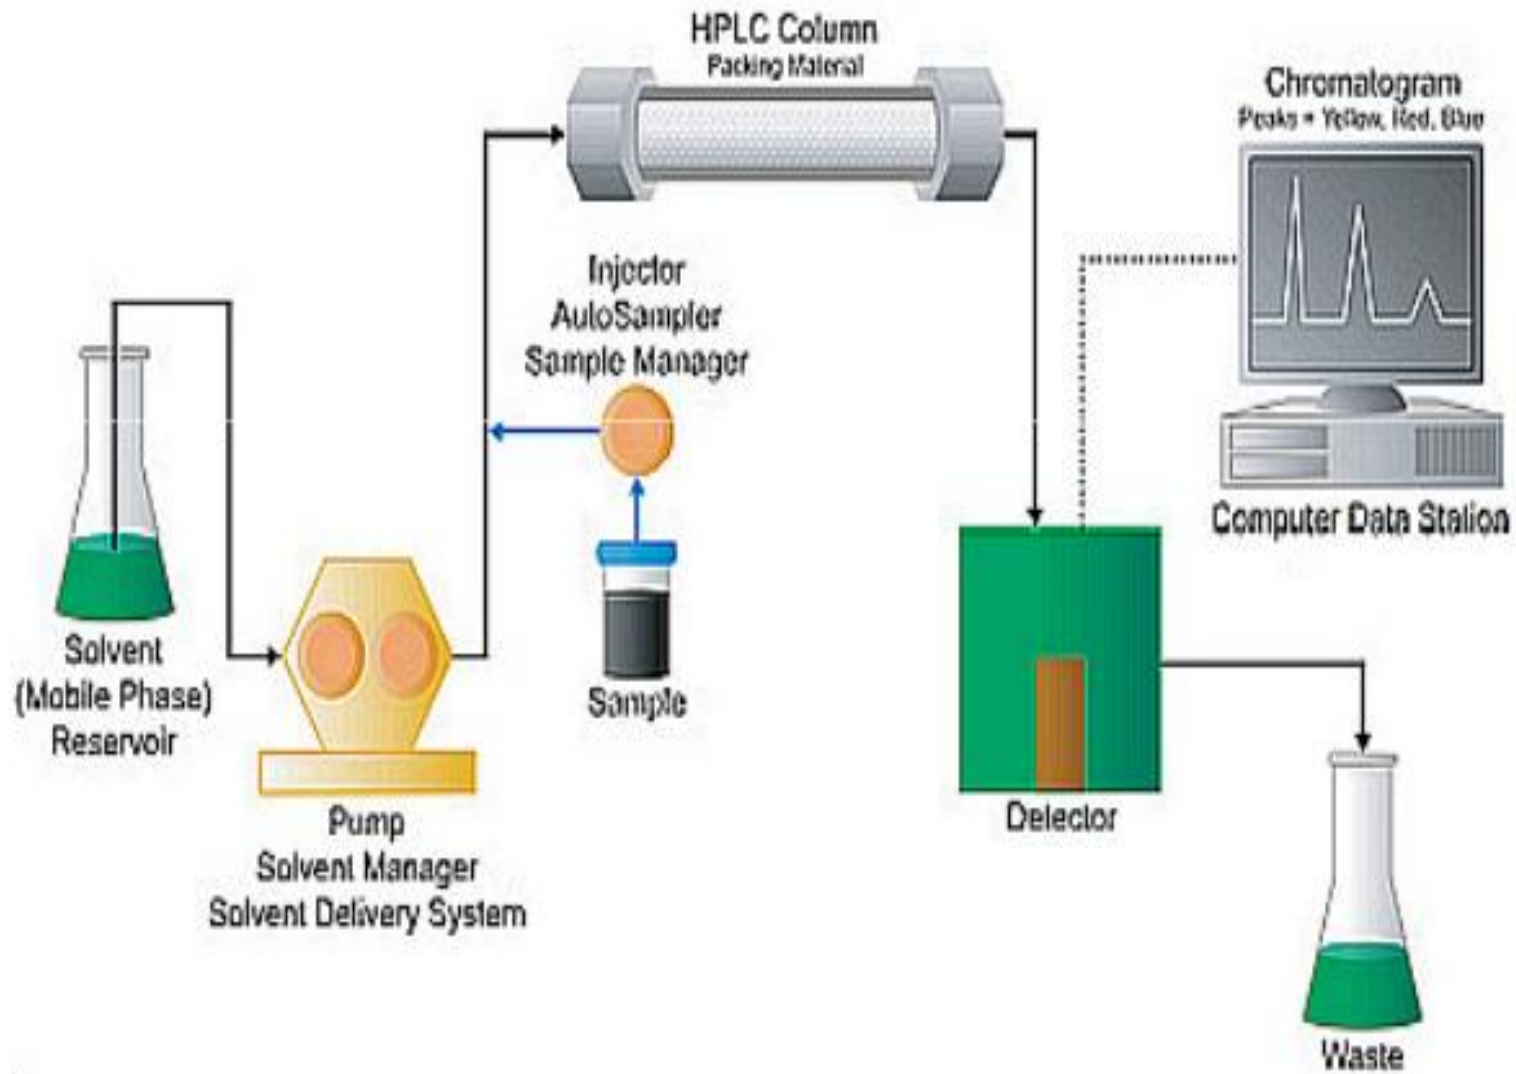 HPLC Column
Packing Material
Chromatogram
Peaks = Yellow, Red, Blue
Injector
AutoSampler
Sample Manager
Computer Data Station
Solvent
(Mobile Phase)
Reservoir
Sample
Pump
Solvent Manager
Solvent Delivery System
Detector
Waste